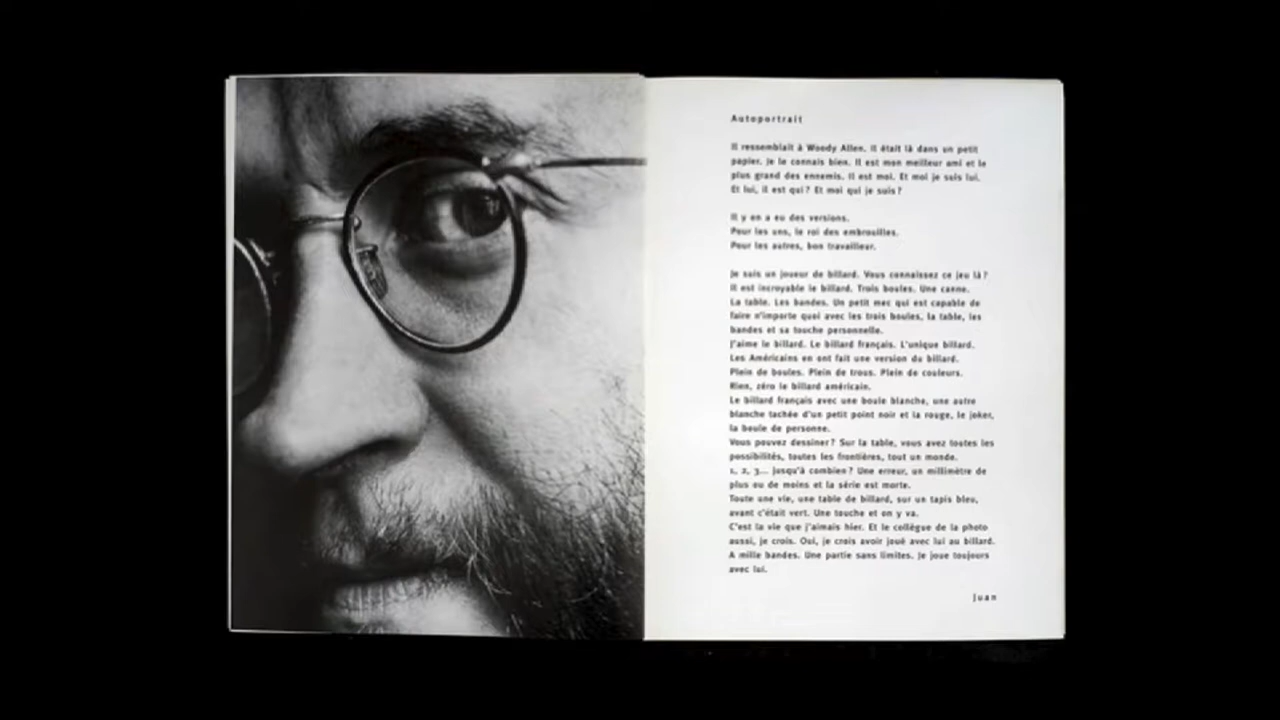 Autoportrait
Il ressemblait à Woody Allen. Il était là dans un petit
papier. Je le connais bien. Il est mon meilleur ami et le
plus grand des ennemis. Il est moi. Et moi je suis lui.
Et lui, il est qui ? Et moi qui je suis ?
Il y en a eu des versions.
Pour les uns, le roi des embrouilles.
Pour les autres, bon travailleur.
Je suis un joueur de billard. Vous connaissez ce jeu là ?
Il est incroyable le billard. Trois boules. Une canne.
La table. Les bandes. Un petit mec qui est capable de
faire n'importe quoi avec les trois boules, la table, les
bandes et sa touche personnelle.
J'aime le billard. Le billard français. L'unique billard.
Les Américains en ont fait une version du billard.
Plein de boules. Plein de trous. Plein de couleurs.
Rien, zéro le billard américain.
Le billard français avec une boule blanche, une autre
blanche tachée d'un petit point noir et la rouge, le joker,
la boule de personne.
Vous pouvez dessiner ? Sur la table, vous avez toutes les
possibilités, toutes les frontières, tout un monde.
1, 2, 3... jusqu'à combien ? Une erreur, un millimètre de
plus ou de moins et la série est morte.
Toute une vie, une table de billard, sur un tapis bleu,
avant c'était vert. Une touche et on y va.
C'est la vie que j'aimais hier. Et le collègue de la photo
aussi, je crois. Oui, je crois avoir joué avec lui au billard.
A mille bandes. Une partie sans limites. Je joue toujours
avec lui.
Juan